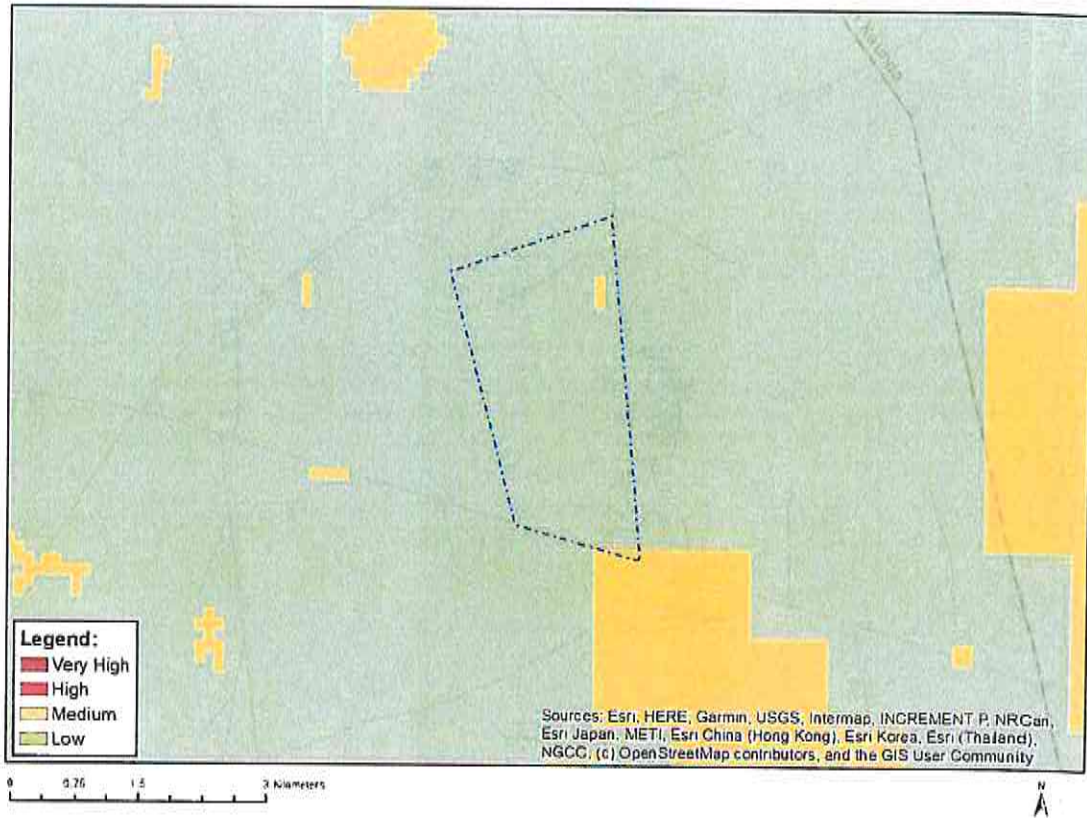 Legend:
Very High
High
Medium
Low
Sources: Esri, HERE, Garmin, USGS, Intermap, INCREMENT P, NRCan,
Esri Japan, METI, Esri China (Hong Kong), Esri Korea, Esri (Thailand),
NGCC, (c) OpenStreetMap contributors, and the GIS User Community
0 1.5 3 Kilometers
N